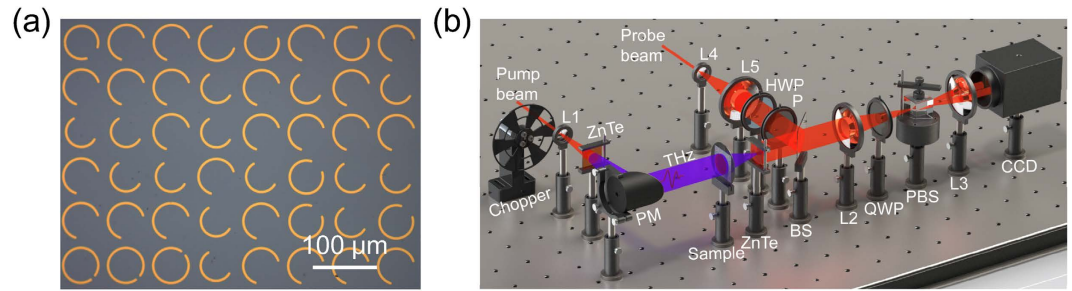 (a)
100 μm
(b)
Probe
beam
L4
L5
HWP
P
Pump
beam
L1
ZnTe
THz
Chopper
PM
Sample
ZnTe
BS
L2
QWP
PBS
L3
CCD